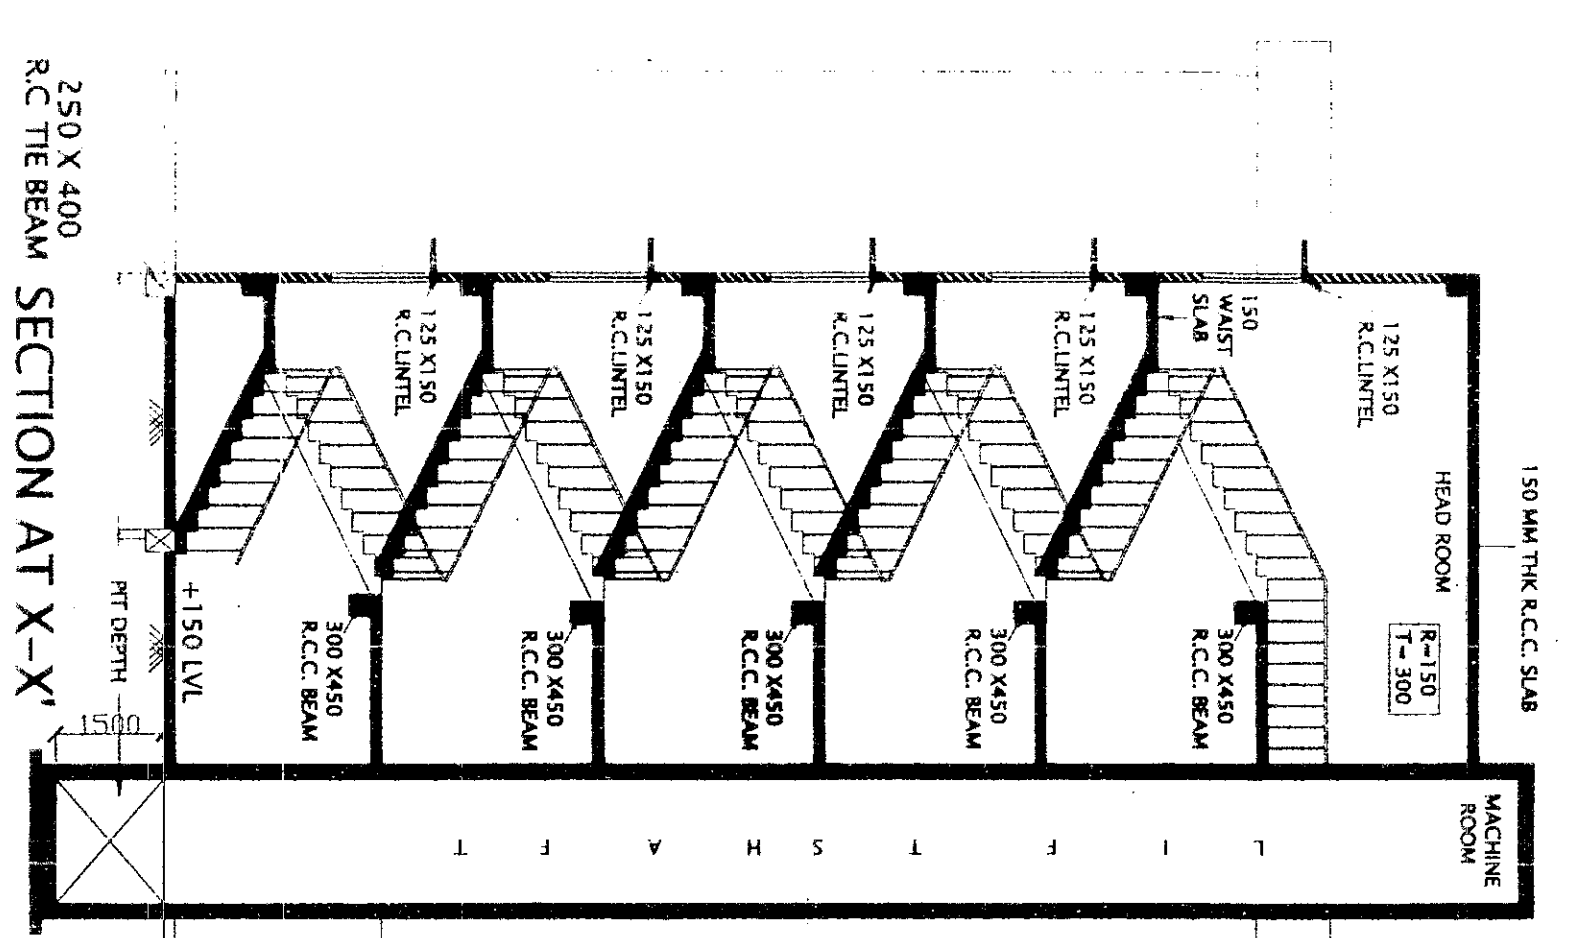 150 MM THK R.C.C. SLAB
MACHINE
ROOM
HEAD ROOM
R=150
T= 300
125 X150
R.C.LINTEL
150
WAIST
SLAB
300 X450
R.C.C. BEAM
125 X150
R.C.LINTEL
300 X450
R.C.C. BEAM
125 X150
R.C.LINTEL
300 X450
R.C.C. BEAM
125 X150
R.C.LINTEL
300 X450
R.C.C. BEAM
125 X150
R.C.LINTEL
300 X450
R.C.C. BEAM
L I F T S H A F T
+150 LVL
PIT DEPTH
1500
250 X 400
R.C TIE BEAM
SECTION AT X-X'